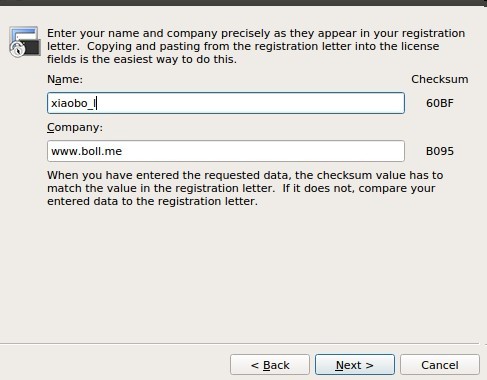 Enter your name and company precisely as they appear in your registration
letter. Copying and pasting from the registration letter into the license
fields is the easiest way to do this.
Name: Checksum
xiaobo_l 60BF
Company:
www.boll.me B095
When you have entered the requested data, the checksum value has to
match the value in the registration letter. If it does not, compare your
entered data to the registration letter.
< Back Next > Cancel